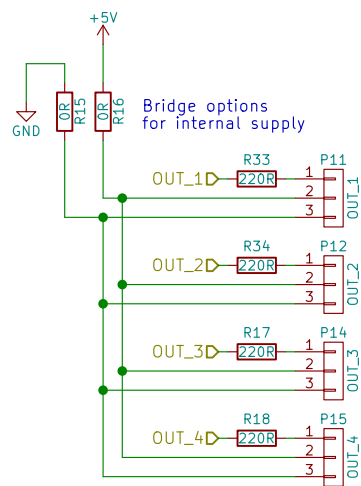 +5V
0R
R15
0R
R16
GND
Bridge options
for internal supply
OUT_1
R33
220R
P11
1
2
3
OUT_1
OUT_2
R34
220R
P12
1
2
3
OUT_2
OUT_3
R17
220R
P14
1
2
3
OUT_3
OUT_4
R18
220R
P15
1
2
3
OUT_4